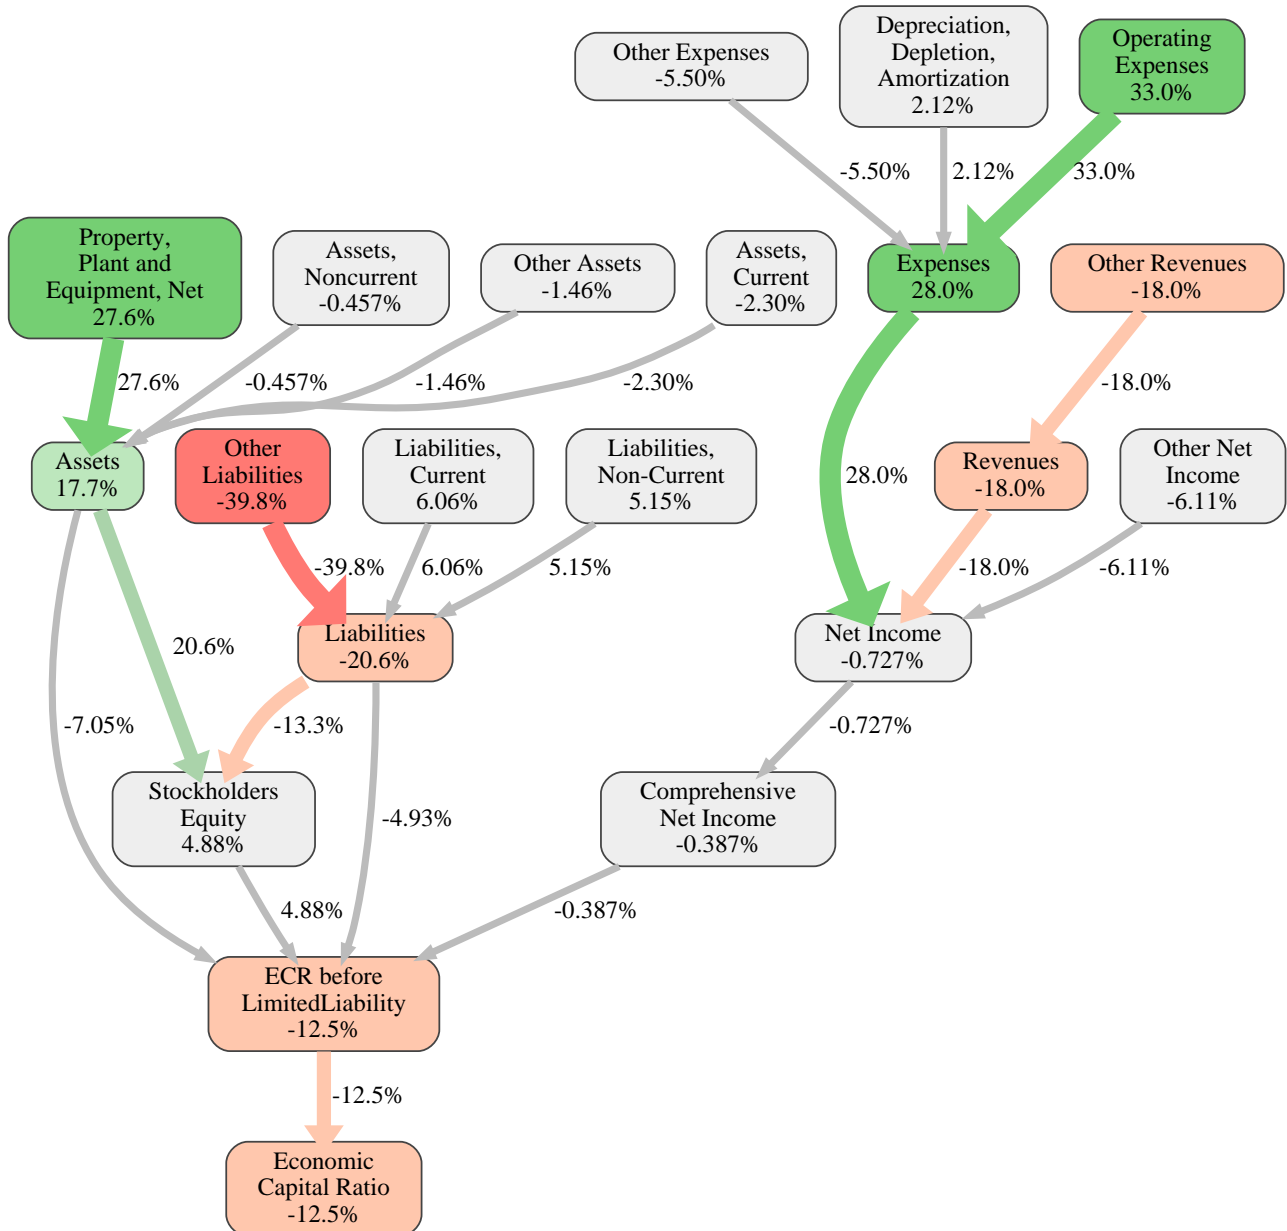 Other Expenses
-5.50%
Depreciation,
Depletion,
Amortization
2.12%
Operating
Expenses
33.0%
-5.50%
2.12%
33.0%
Property,
Plant and
Equipment, Net
27.6%
Assets,
Noncurrent
-0.457%
Other Assets
-1.46%
Assets,
Current
-2.30%
Expenses
28.0%
Other Revenues
-18.0%
27.6%
-0.457%
-1.46%
-2.30%
-18.0%
Assets
17.7%
Other
Liabilities
-39.8%
Liabilities,
Current
6.06%
Liabilities,
Non-Current
5.15%
28.0%
Revenues
-18.0%
Other Net
Income
-6.11%
-39.8%
6.06%
5.15%
-18.0%
-6.11%
20.6%
Liabilities
-20.6%
Net Income
-0.727%
-7.05%
-13.3%
-0.727%
Stockholders
Equity
4.88%
-4.93%
Comprehensive
Net Income
-0.387%
4.88%
-0.387%
ECR before
LimitedLiability
-12.5%
-12.5%
Economic
Capital Ratio
-12.5%